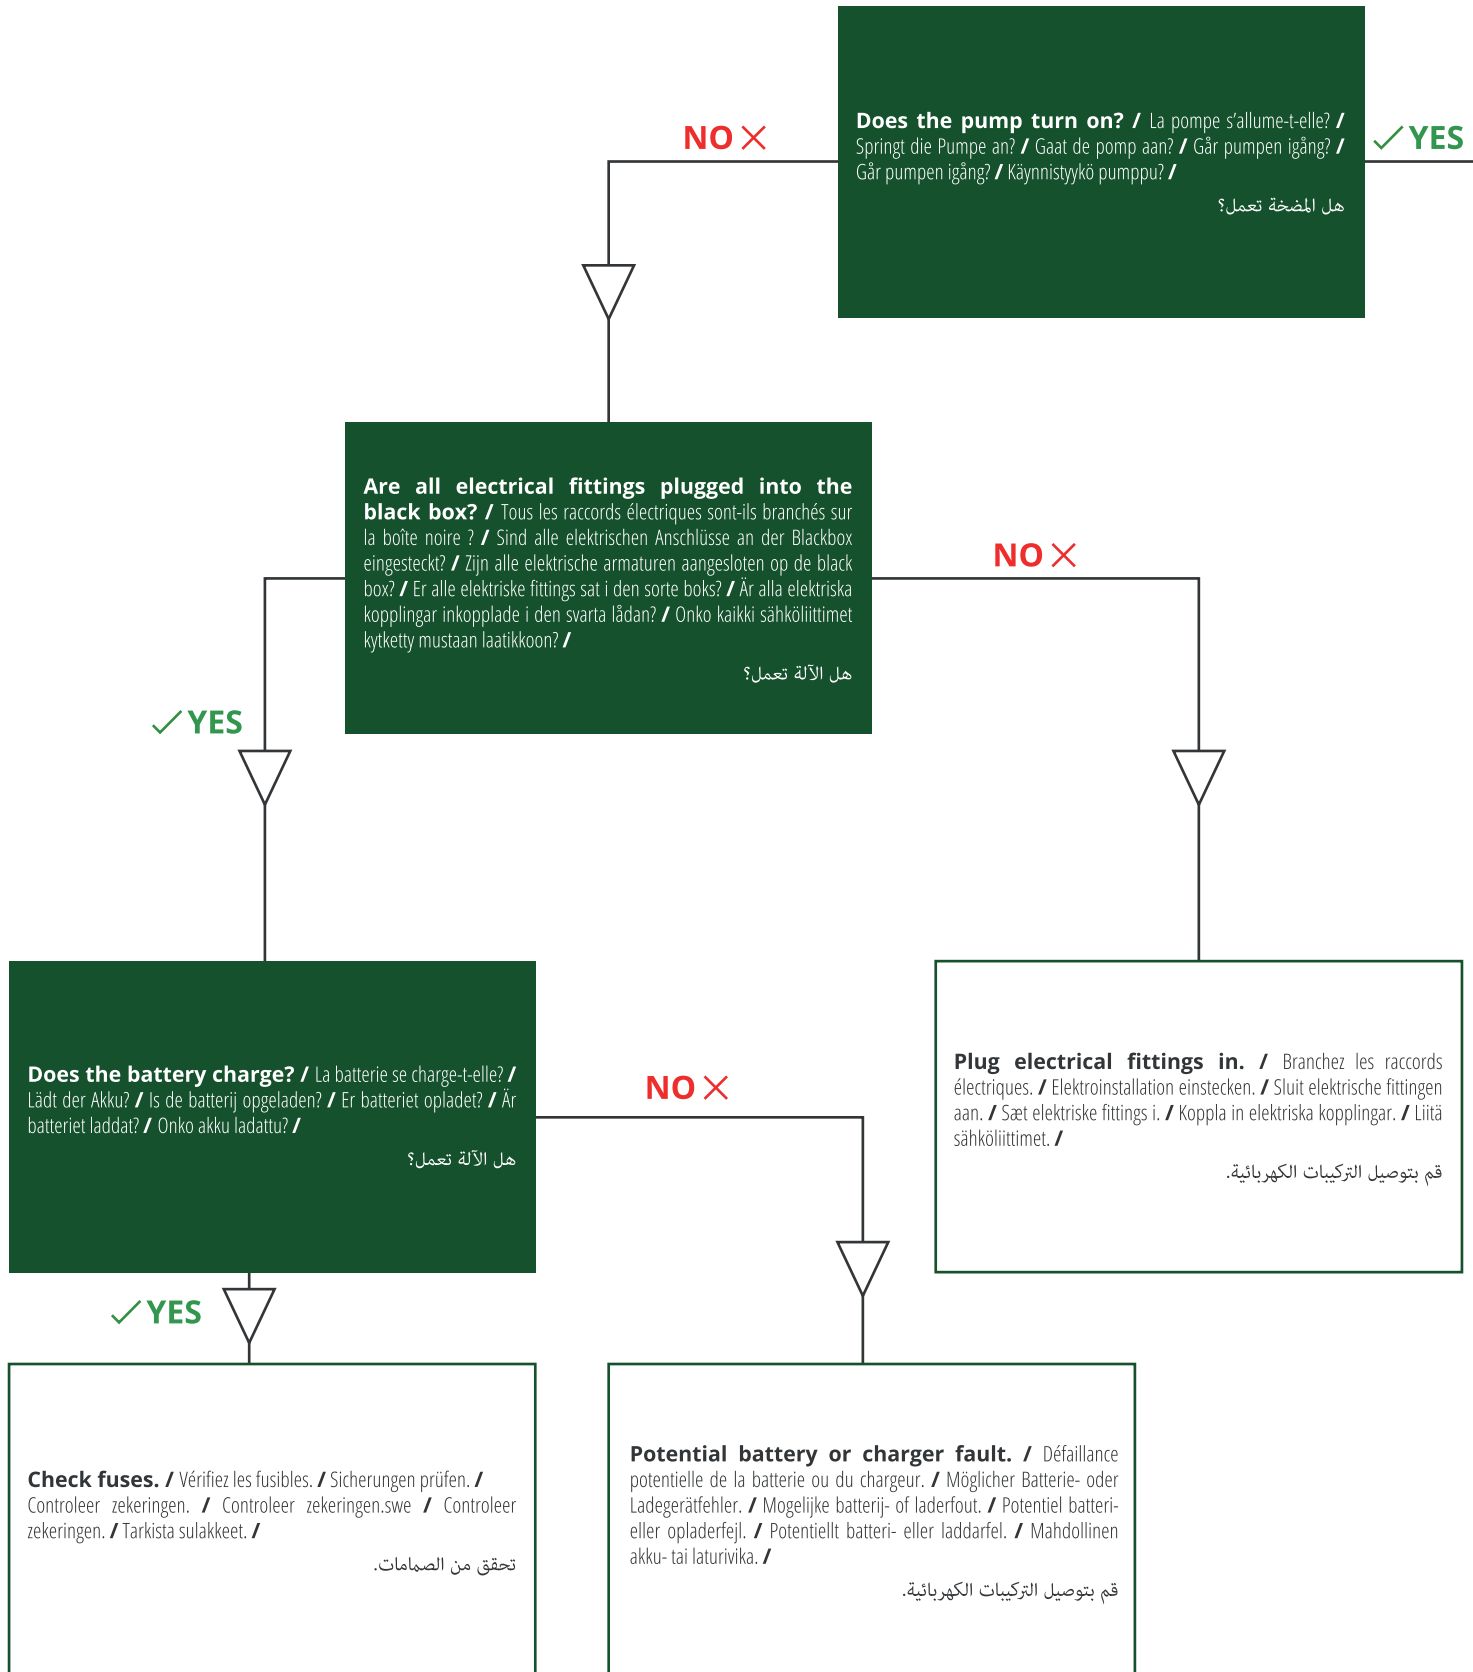 Does the pump turn on? / La pompe s’allume-t-elle? /
Springt die Pumpe an? / Gaat de pomp aan? / Går pumpen igång? /
Går pumpen igång? / Käynnistyykö pumppu? /
هل المضخة تعمل؟
NO
YES
Are all electrical fittings plugged into the
black box? / Tous les raccords électriques sont-ils branchés sur
la boîte noire ? / Sind alle elektrischen Anschlüsse an der Blackbox
eingesteckt? / Zijn alle elektrische armaturen aangesloten op de black
box? / Er alle elektriske fittings sat i den sorte boks? / Är alla elektriska
kopplingar inkopplade i den svarta lådan? / Onko kaikki sähköliittimet
kytketty mustaan laatikkoon? /
هل الآلة تعمل؟
NO
YES
Does the battery charge? / La batterie se charge-t-elle? /
Lädt der Akku? / Is de batterij opgeladen? / Er batteriet opladet? / Är
batteriet laddat? / Onko akku ladattu? /
هل الآلة تعمل؟
NO
Plug electrical fittings in. / Branchez les raccords
électriques. / Elektroinstallation einstecken. / Sluit elektrische fittingen
aan. / Sæt elektriske fittings i. / Koppla in elektriska kopplingar. / Liitä
sähköliittimet. /
قم بتوصيل التركيبات الكهربائية.
YES
Check fuses. / Vérifiez les fusibles. / Sicherungen prüfen. /
Controleer zekeringen. / Controleer zekeringen.swe / Controleer
zekeringen. / Tarkista sulakkeet. /
تحقق من الصمامات.
Potential battery or charger fault. / Défaillance
potentielle de la batterie ou du chargeur. / Möglicher Batterie- oder
Ladegerätfehler. / Mogelijke batterij- of laderfout. / Potentiel batteri-
eller opladerfejl. / Potentiellt batteri- eller laddarfel. / Mahdollinen
akku- tai laturivika. /
قم بتوصيل التركيبات الكهربائية.